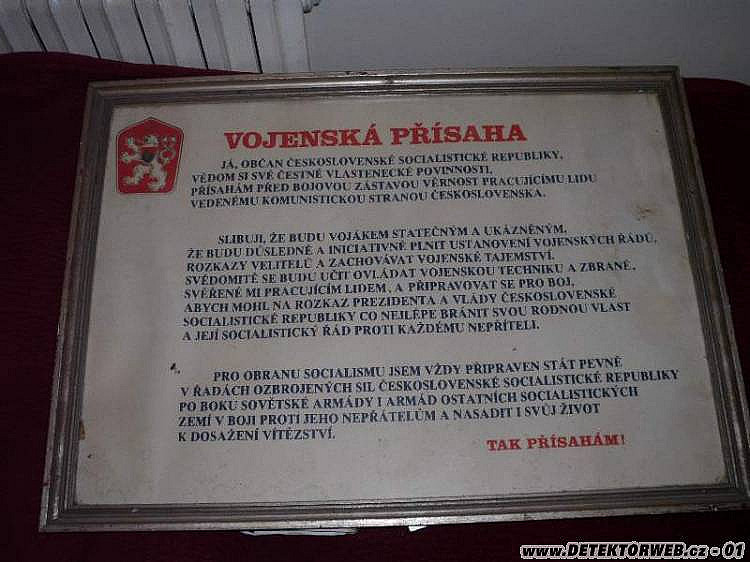 VOJENSKÁ PŘÍSAHA
JÁ, OBČAN ČESKOSLOVENSKÉ SOCIALISTICKÉ REPUBLIKY,
VĚDOM SI SVÉ ČESTNÉ VLASTENECKÉ POVINNOSTI,
PŘÍSAHÁM PŘED BOJOVOU ZÁSTAVOU VĚRNOST PRACUJÍCÍMU LIDU
VEDENÉMU KOMUNISTICKOU STRANOU ČESKOSLOVENSKA.
SLIBUJI, ŽE BUDU VOJÁKEM STATEČNÝM A UKÁZNĚNÝM,
ŽE BUDU DŮSLEDNĚ A INICIATIVNĚ PLNIT USTANOVENÍ VOJENSKÝCH ŘÁDŮ,
ROZKAZY VELITELŮ A ZACHOVÁVAT VOJENSKÉ TAJEMSTVÍ.
SVĚDOMITĚ SE BUDU UČIT OVLÁDAT VOJENSKOU TECHNIKU A ZBRANĚ,
SVĚŘENÉ MI PRACUJÍCÍM LIDEM, A PŘIPRAVOVAT SE PRO BOJ,
ABYCH MOHL NA ROZKAZ PREZIDENTA A VLÁDY ČESKOSLOVENSKÉ
SOCIALISTICKÉ REPUBLIKY CO NEJLÉPE BRÁNIT SVOU RODNOU VLAST
A JEJÍ SOCIALISTICKÝ ŘÁD PROTI KAŽDÉMU NEPŘÍTELI.
PRO OBRANU SOCIALISMU JSEM VŽDY PŘIPRAVEN STÁT PEVNĚ
V ŘADÁCH OZBROJENÝCH SIL ČESKOSLOVENSKÉ SOCIALISTICKÉ REPUBLIKY
PO BOKU SOVĚTSKÉ ARMÁDY I ARMÁD OSTATNÍCH SOCIALISTICKÝCH
ZEMÍ V BOJI PROTI JEHO NEPŘÁTELŮM A NASADIT I SVŮJ ŽIVOT
K DOSAŽENÍ VÍTĚZSTVÍ.
TAK PŘÍSAHÁM!
www.DETEKTORWEB.cz - 01